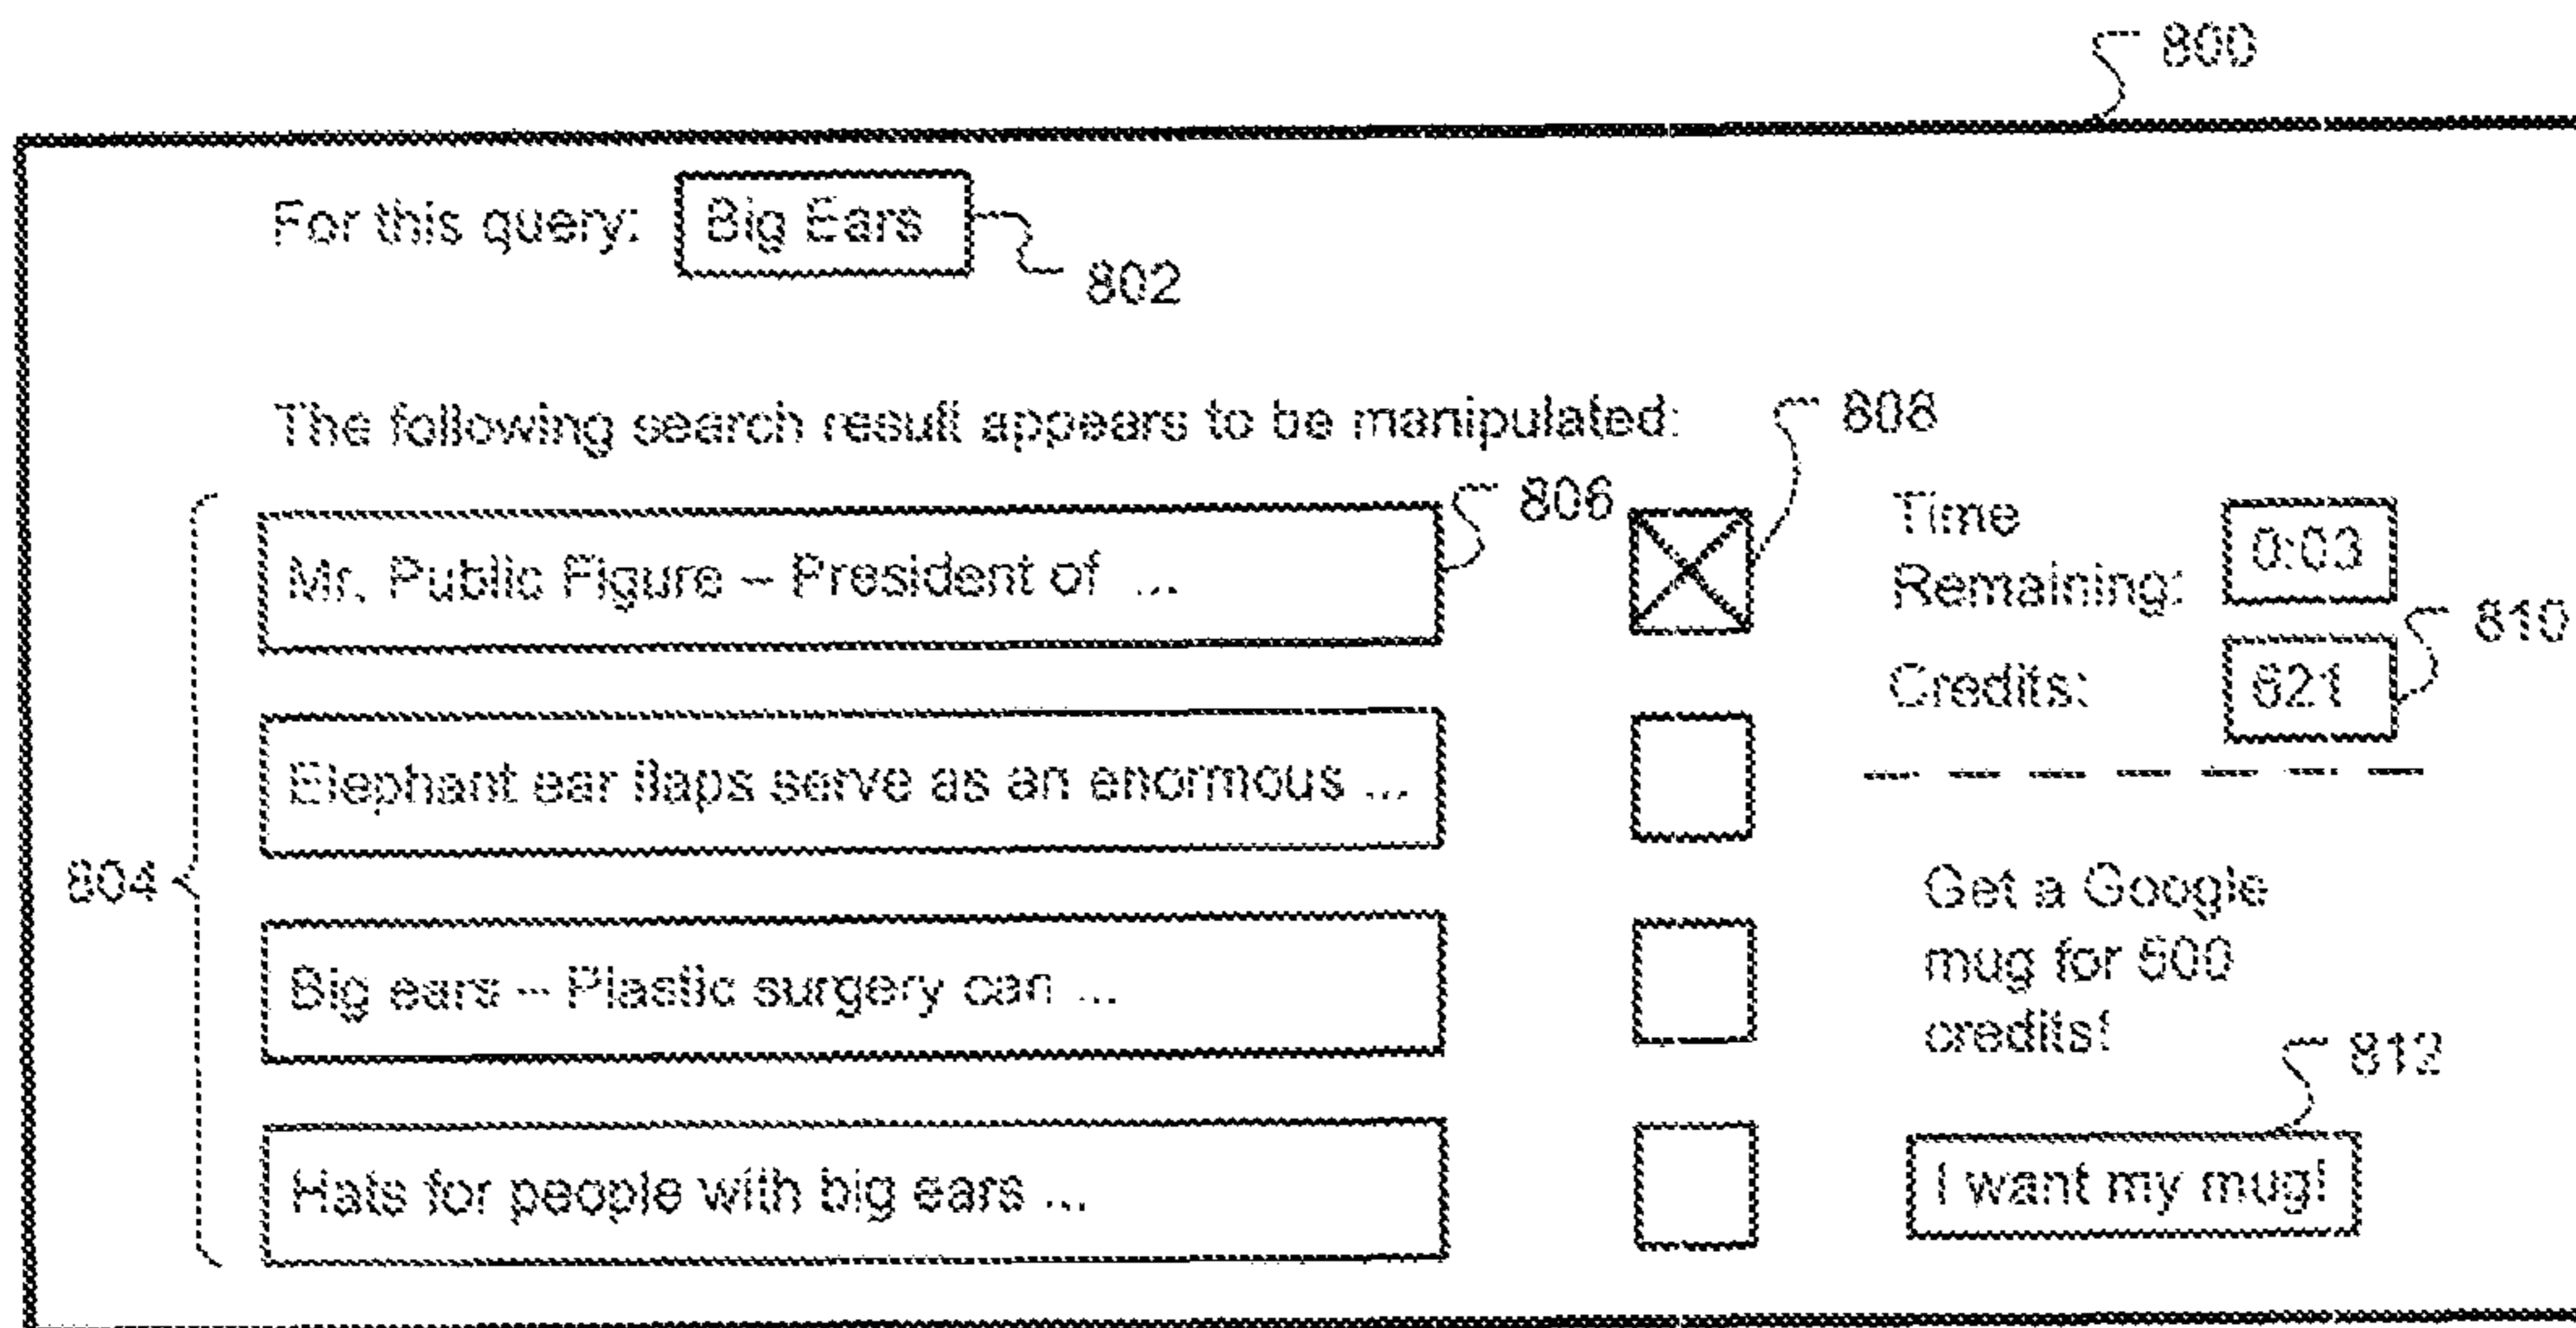 800
For this query: Big Ears
802
The following search result appears to be manipulated:
808
Mr. Public Figure – President of ...
806
Time
Remaining:
0:03
810
Credits:
621
Elephant ear flaps serve as an enormous ...
804
Big ears – Plastic surgery can ...
Get a Google
mug for 500
credits!
812
Hats for people with big ears ...
I want my mug!